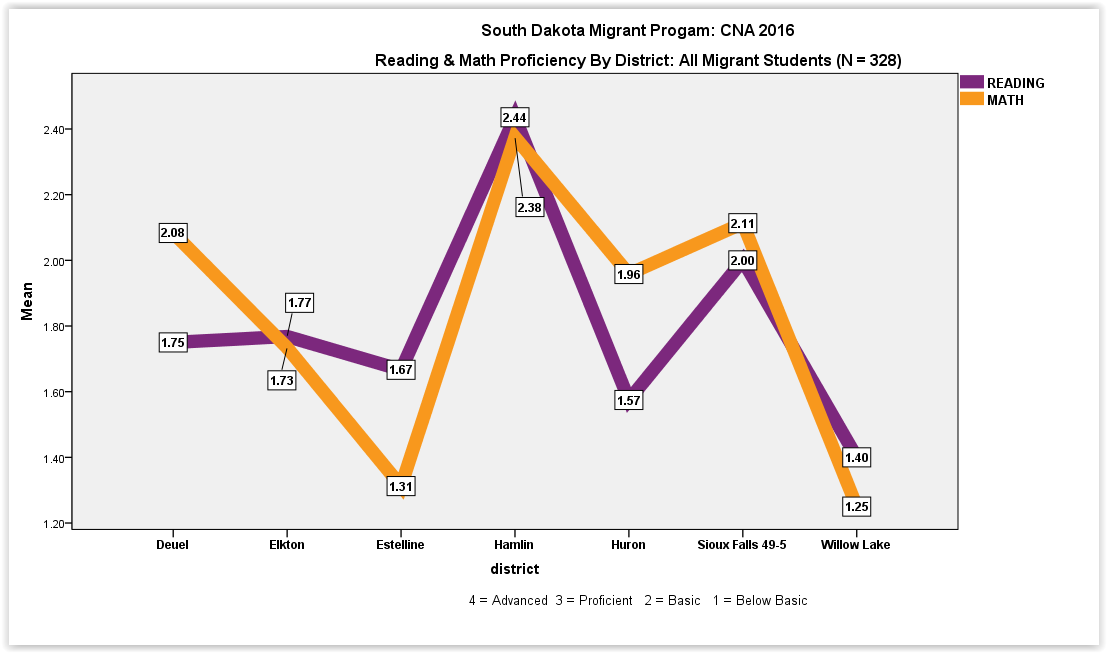 South Dakota Migrant Progam: CNA 2016
Reading & Math Proficiency By District: All Migrant Students (N = 328)
READING
MATH
Mean
2.40
2.20
2.00
1.80
1.60
1.40
1.20
2.08
1.75
1.77
1.73
1.67
1.31
2.44
2.38
1.96
1.57
2.11
2.00
1.40
1.25
Deuel Elkton Estelline Hamlin Huron Sioux Falls 49-5 Willow Lake
district
4 = Advanced 3 = Proficient 2 = Basic 1 = Below Basic